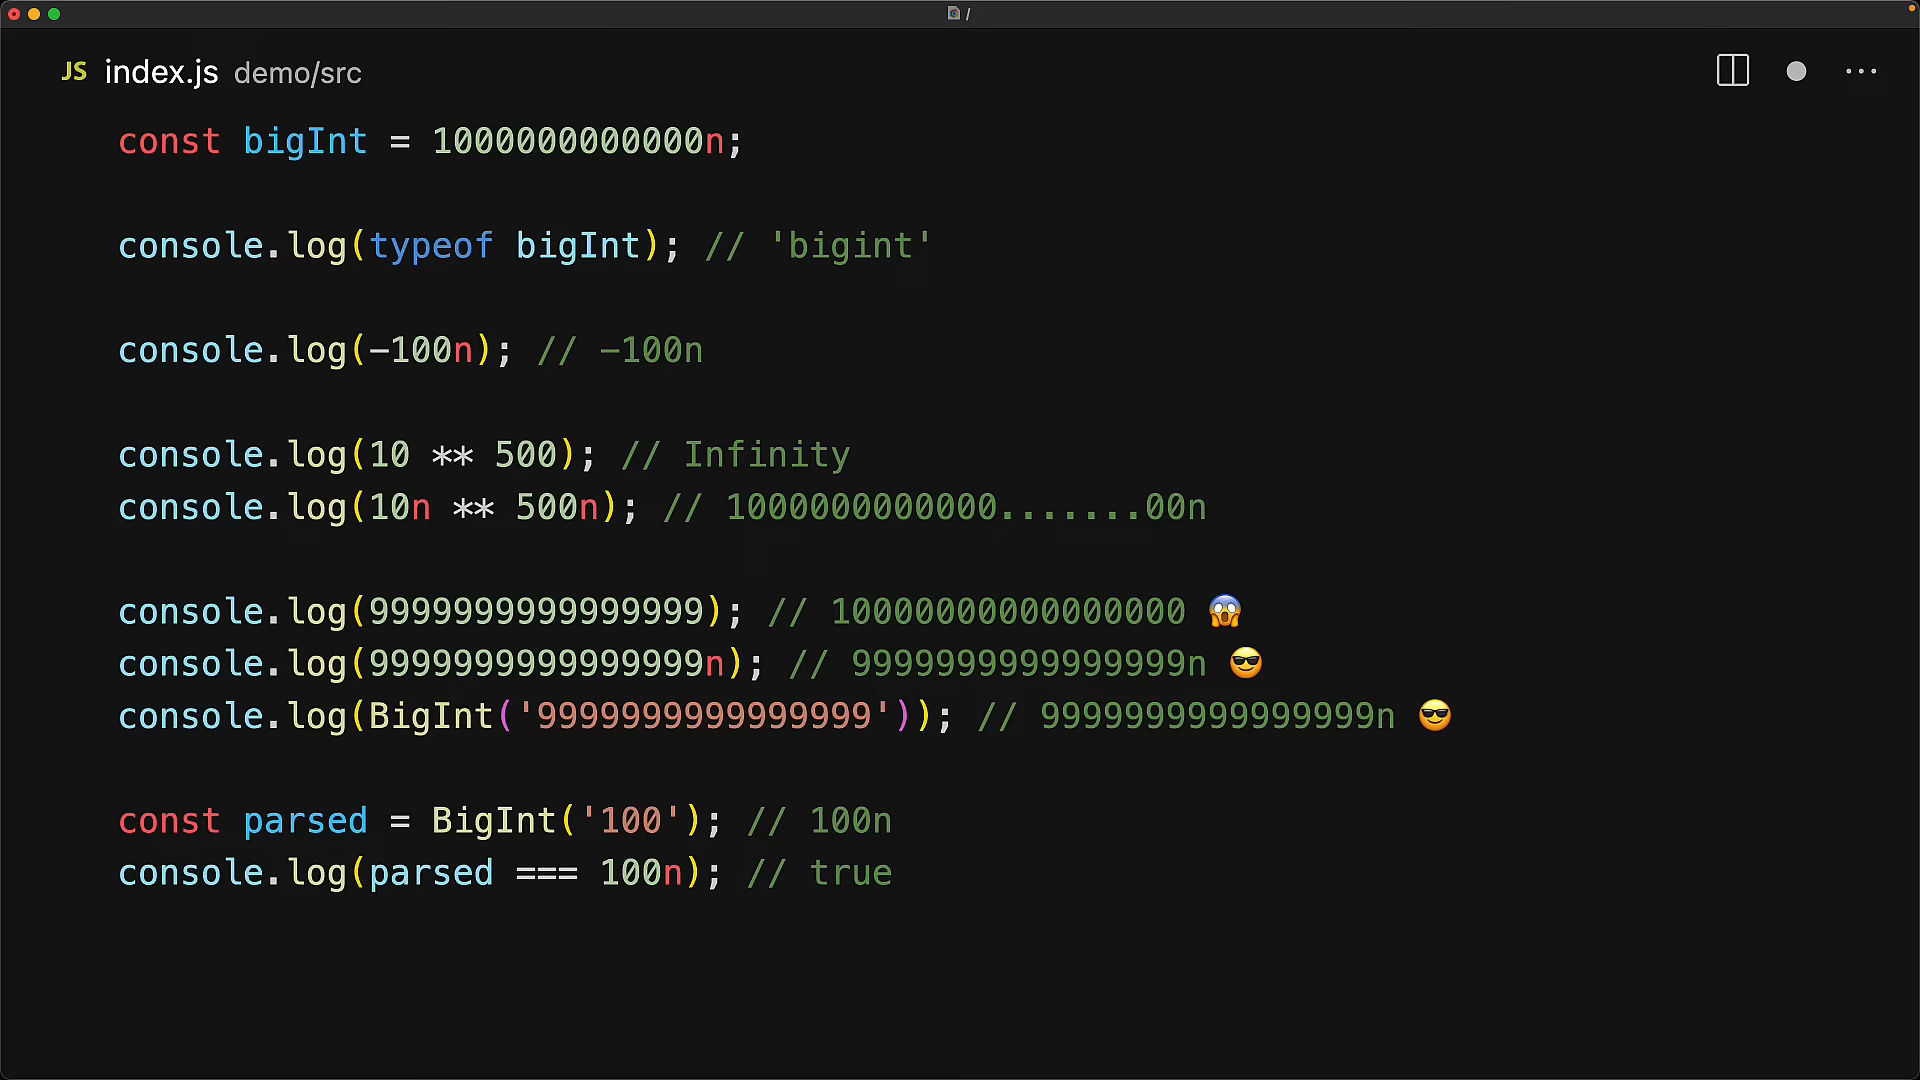 /
JS index.js demo/src
const bigInt = 1000000000000n;
console.log(typeof bigInt); // 'bigint'
console.log(-100n); // -100n
console.log(10 ** 500); // Infinity
console.log(10n ** 500n); // 1000000000000.......00n
console.log(9999999999999999); // 10000000000000000 😱
console.log(9999999999999999n); // 9999999999999999n 😎
console.log(BigInt('9999999999999999')); // 9999999999999999n 😎
const parsed = BigInt('100'); // 100n
console.log(parsed === 100n); // true